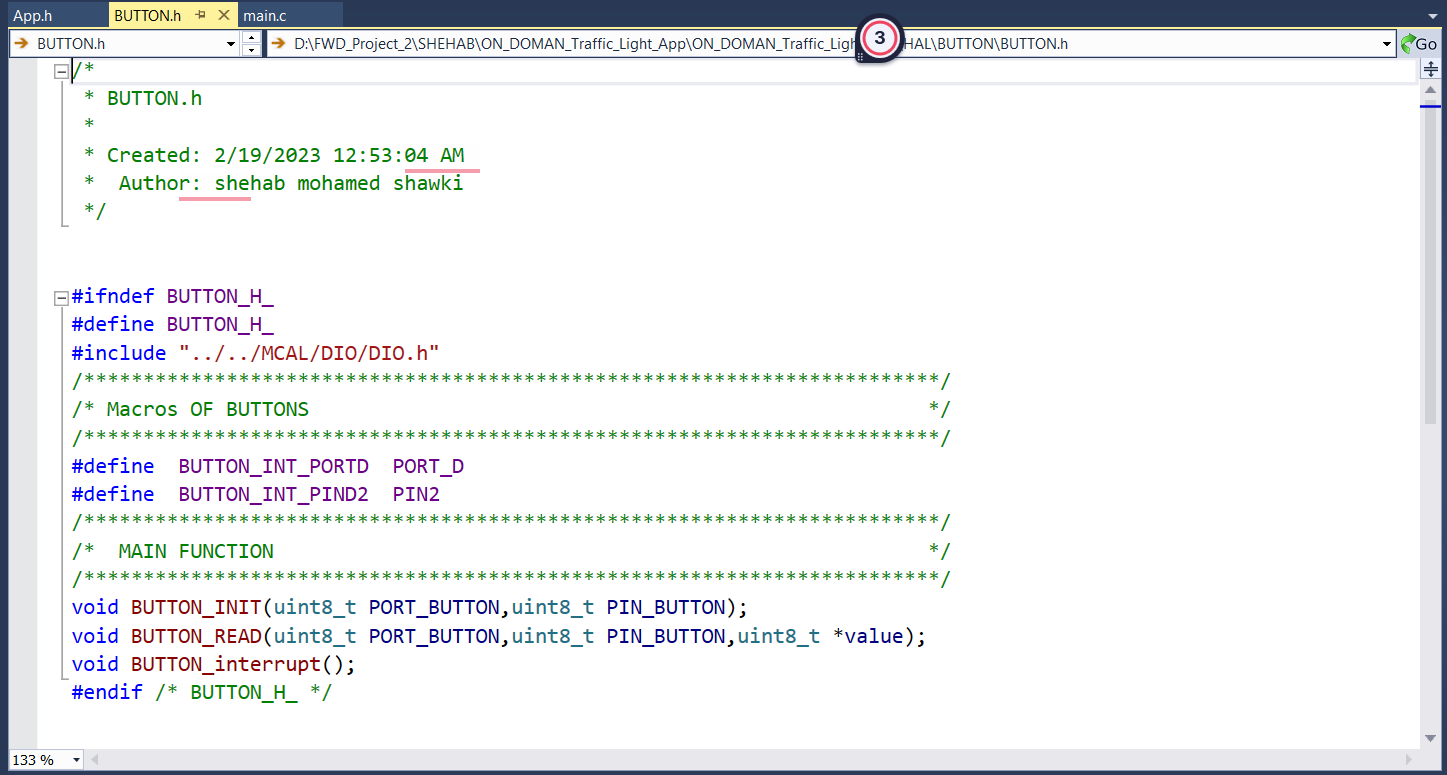 App.h BUTTON.h main.c
BUTTON.h D:\FWD_Project_2\SHEHAB\ON_DOMAN_Traffic_Light_App\ON_DOMAN_Traffic_Ligh 3 HAL\BUTTON\BUTTON.h Go
/*
 * BUTTON.h
 *
 * Created: 2/19/2023 12:53:04 AM
 *  Author: shehab mohamed shawki
 */
#ifndef BUTTON_H_
#define BUTTON_H_
#include "../../MCAL/DIO/DIO.h"
/************************************************************************/
/* Macros OF BUTTONS                                                    */
/************************************************************************/
#define  BUTTON_INT_PORTD  PORT_D
#define  BUTTON_INT_PIND2  PIN2
/************************************************************************/
/*  MAIN FUNCTION                                                       */
/************************************************************************/
void BUTTON_INIT(uint8_t PORT_BUTTON,uint8_t PIN_BUTTON);
void BUTTON_READ(uint8_t PORT_BUTTON,uint8_t PIN_BUTTON,uint8_t *value);
void BUTTON_interrupt();
#endif /* BUTTON_H_ */
133 %